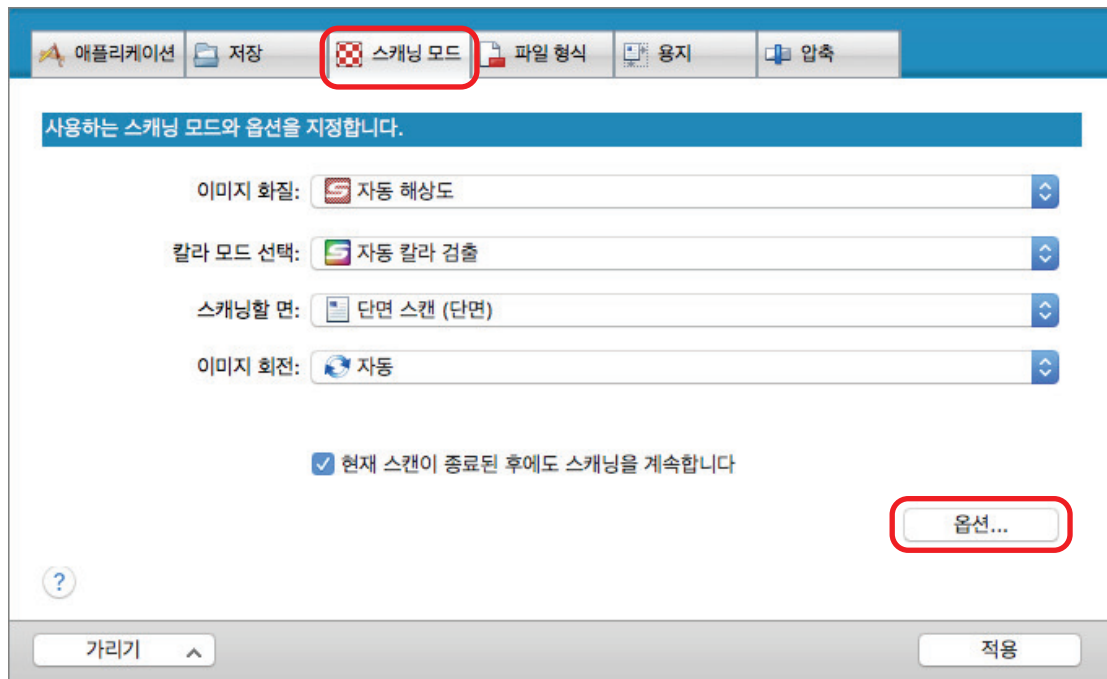 애플리케이션 저장 스캐닝 모드 파일 형식 용지 압축
사용하는 스캐닝 모드와 옵션을 지정합니다.
이미지 화질: 자동 해상도
칼라 모드 선택: 자동 칼라 검출
스캐닝할 면: 단면 스캔 (단면)
이미지 회전: 자동
현재 스캔이 종료된 후에도 스캐닝을 계속합니다
옵션...
?
가리기 적용